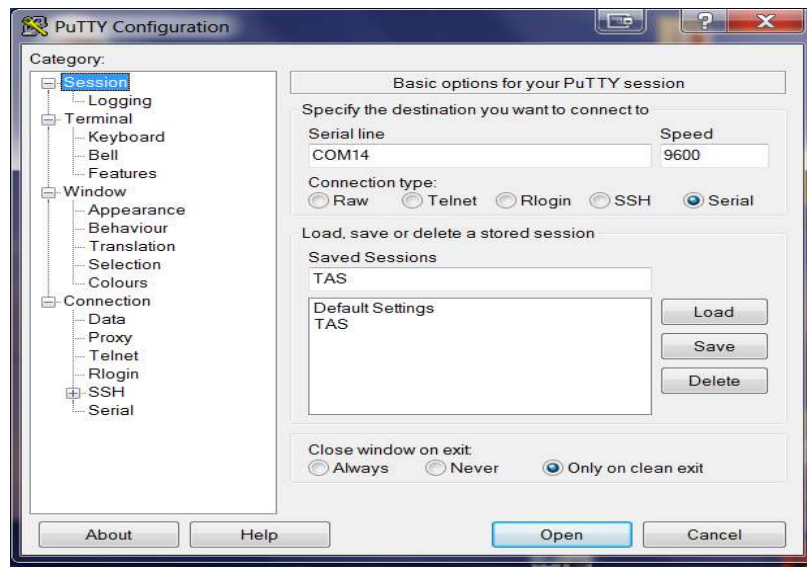 PuTTY Configuration
Category:
Session
Logging
Terminal
Keyboard
Bell
Features
Window
Appearance
Behaviour
Translation
Selection
Colours
Connection
Data
Proxy
Telnet
Rlogin
SSH
Serial
Basic options for your PuTTY session
Specify the destination you want to connect to
Serial line Speed
COM14 9600
Connection type:
Raw Telnet Rlogin SSH Serial
Load, save or delete a stored session
Saved Sessions
TAS
Default Settings
TAS
Load
Save
Delete
Close window on exit:
Always Never Only on clean exit
About Help Open Cancel